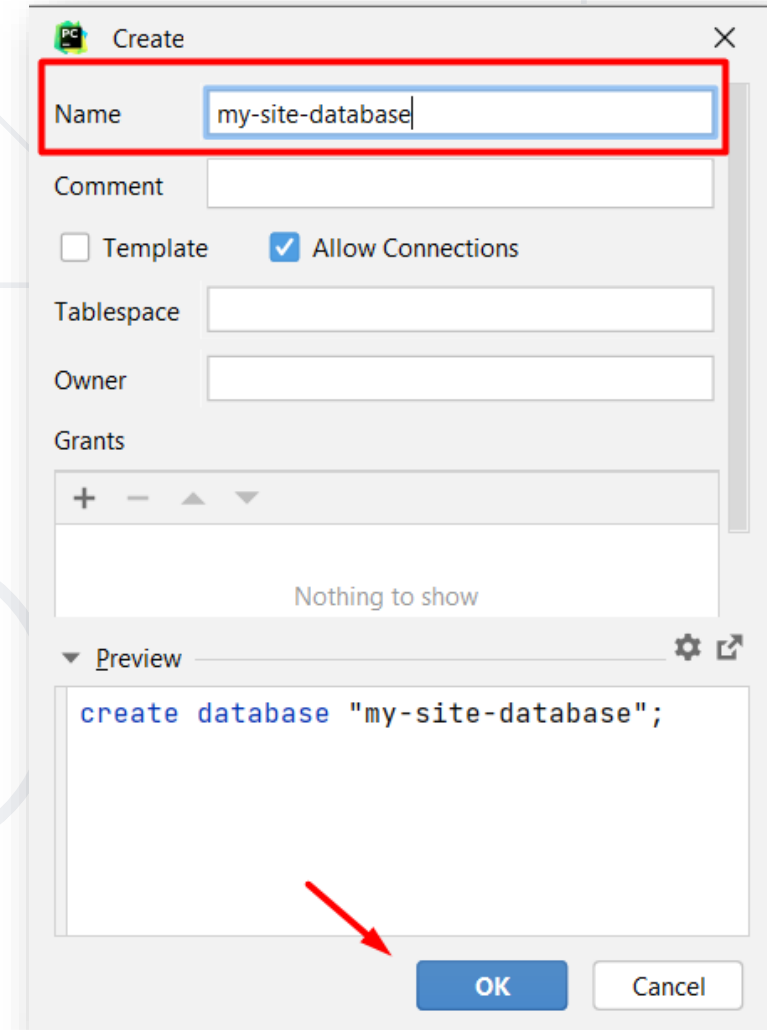 PC
Create
Name my-site-database
Comment
Template Allow Connections
Tablespace
Owner
Grants
Nothing to show
Preview
create database "my-site-database";
OK Cancel